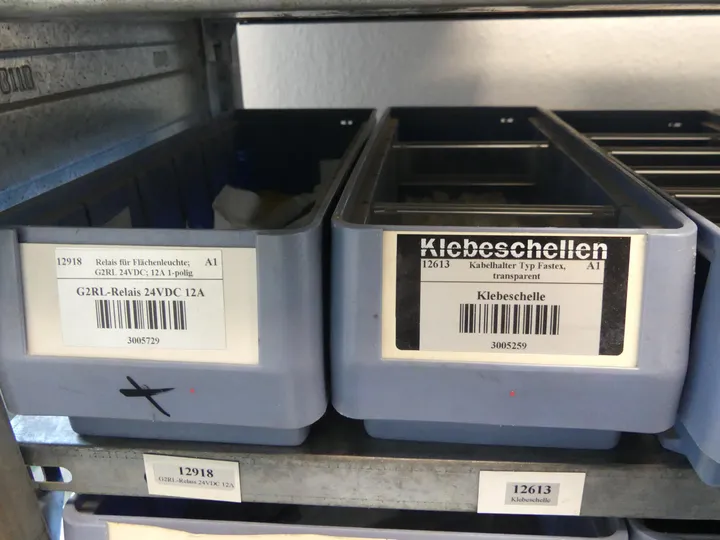 0110
12918 Relais für Flächenleuchte; A1
G2RL 24VDC; 12A 1-polig
G2RL-Relais 24VDC 12A
3005729
Klebeschellen
12613 Kabelhalter Typ Fastex, A1
transparent
Klebeschelle
3005259
12918
G2RL-Relais 24VDC 12A
12613
Klebeschelle